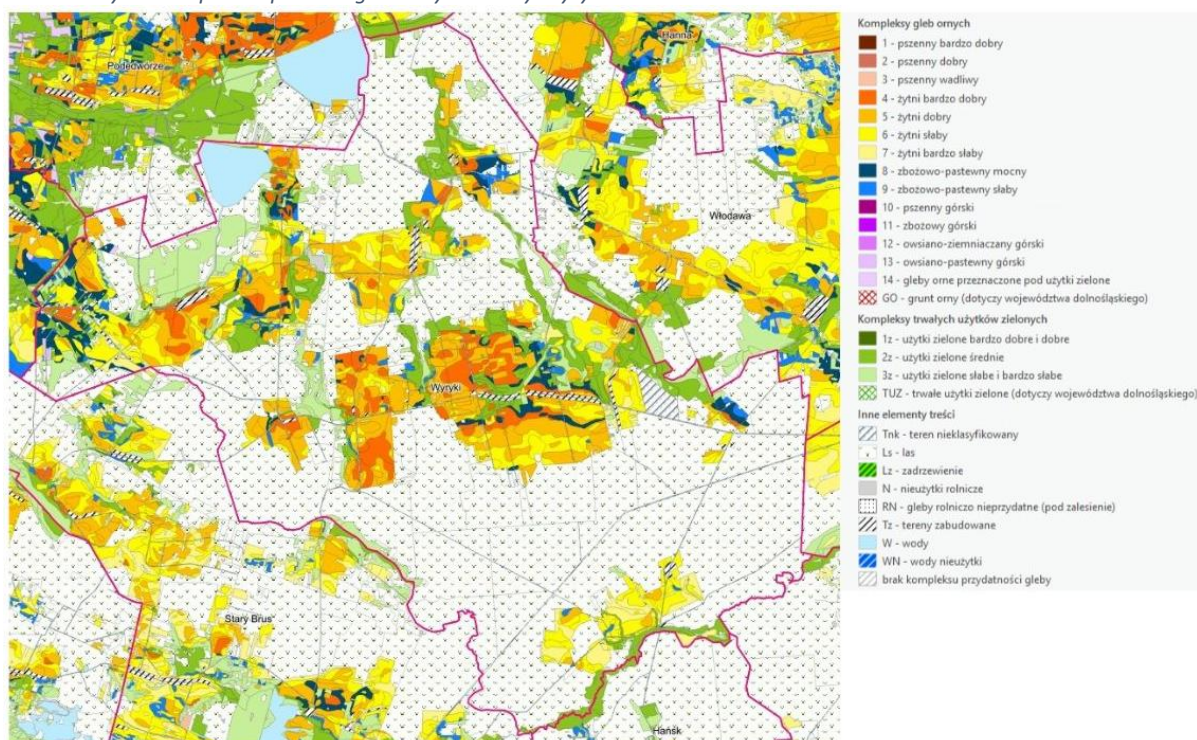 Podedwórze
Hanna
Włodawa
Wyryki
Stary Brus
Hańsk
Kompleksy gleb ornych
1 - pszenny bardzo dobry
2 - pszenny dobry
3 - pszenny wadliwy
4 - żytni bardzo dobry
5 - żytni dobry
6 - żytni słaby
7 - żytni bardzo słaby
8 - zbożowo-pastewny mocny
9 - zbożowo-pastewny słaby
10 - pszenny górski
11 - zbożowy górski
12 - owsiano-ziemniaczany górski
13 - owsiano-pastewny górski
14 - gleby orne przeznaczone pod użytki zielone
GO - grunt orny (dotyczy województwa dolnośląskiego)
Kompleksy trwałych użytków zielonych
1z - użytki zielone bardzo dobre i dobre
2z - użytki zielone średnie
3z - użytki zielone słabe i bardzo słabe
TUZ - trwałe użytki zielone (dotyczy województwa dolnośląskiego)
Inne elementy treści
Tnk - teren nieklasyfikowany
Ls - las
Lz - zadrzewienie
N - nieużytki rolnicze
RN - gleby rolniczo nieprzydatne (pod zalesienie)
Tz - tereny zabudowane
W - wody
WN - wody nieużytki
brak kompleksu przydatności gleby